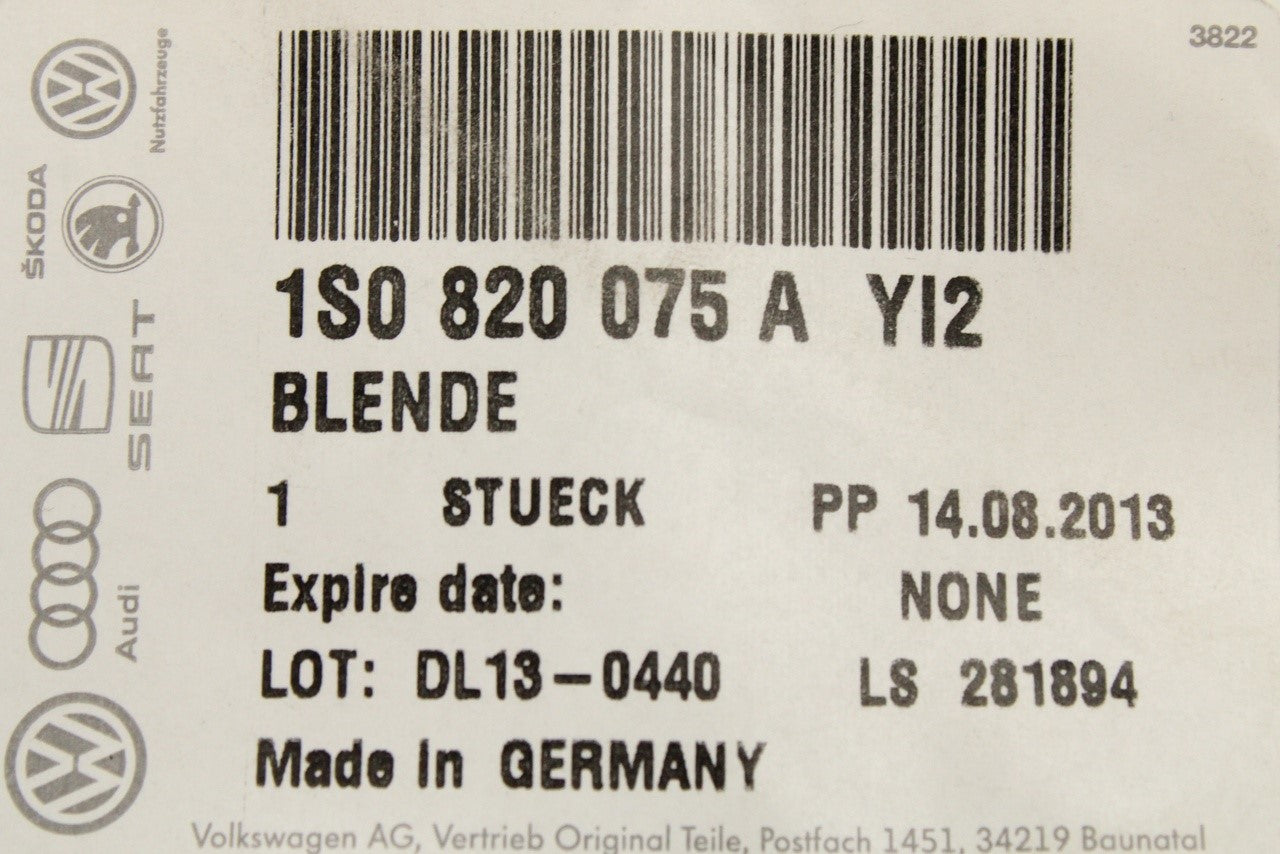 3822
Nutzfahrzeuge
ŠKODA
SEAT
Audi
1S0 820 075 A YI2
BLENDE
1 STUECK PP 14.08.2013
Expire date: NONE
LOT: DL13-0440 LS 281894
Made in GERMANY
Volkswagen AG, Vertrieb Original Teile, Postfach 1451, 34219 Baunatal